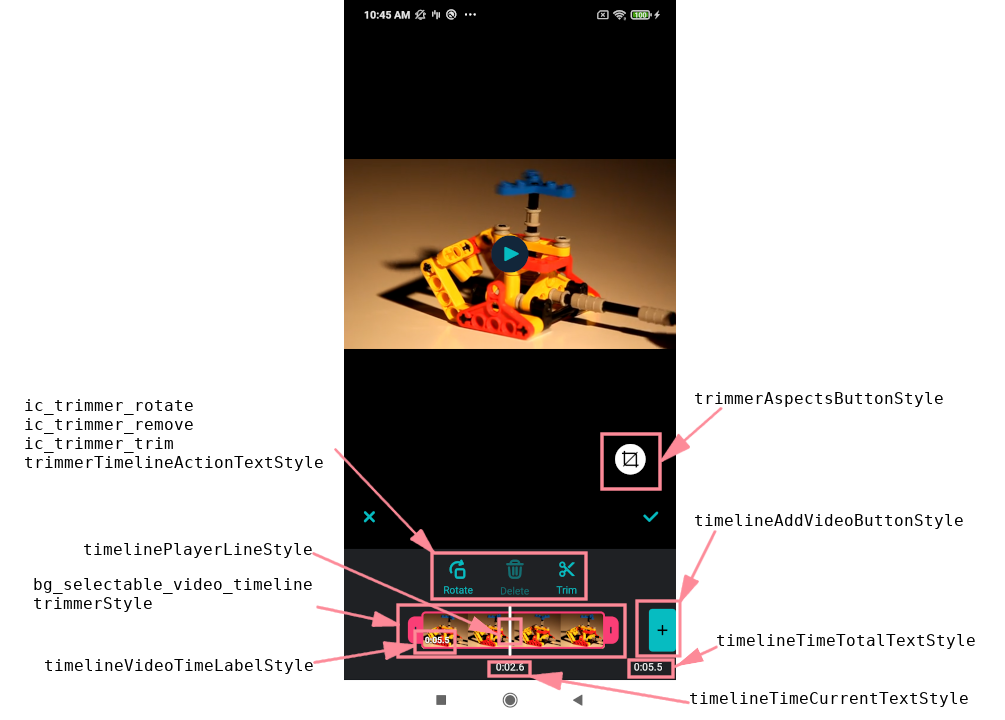 10:45 AM
100
ic_trimmer_rotate
ic_trimmer_remove
ic_trimmer_trim
trimmerTimelineActionTextStyle
trimmerAspectsButtonStyle
timelineAddVideoButtonStyle
timelinePlayerLineStyle
bg_selectable_video_timeline
trimmerStyle
Rotate
Delete
Trim
0:05.5
timelineVideoTimeLabelStyle
0:02.6
0:05.5
timelineTimeTotalTextStyle
timelineTimeCurrentTextStyle